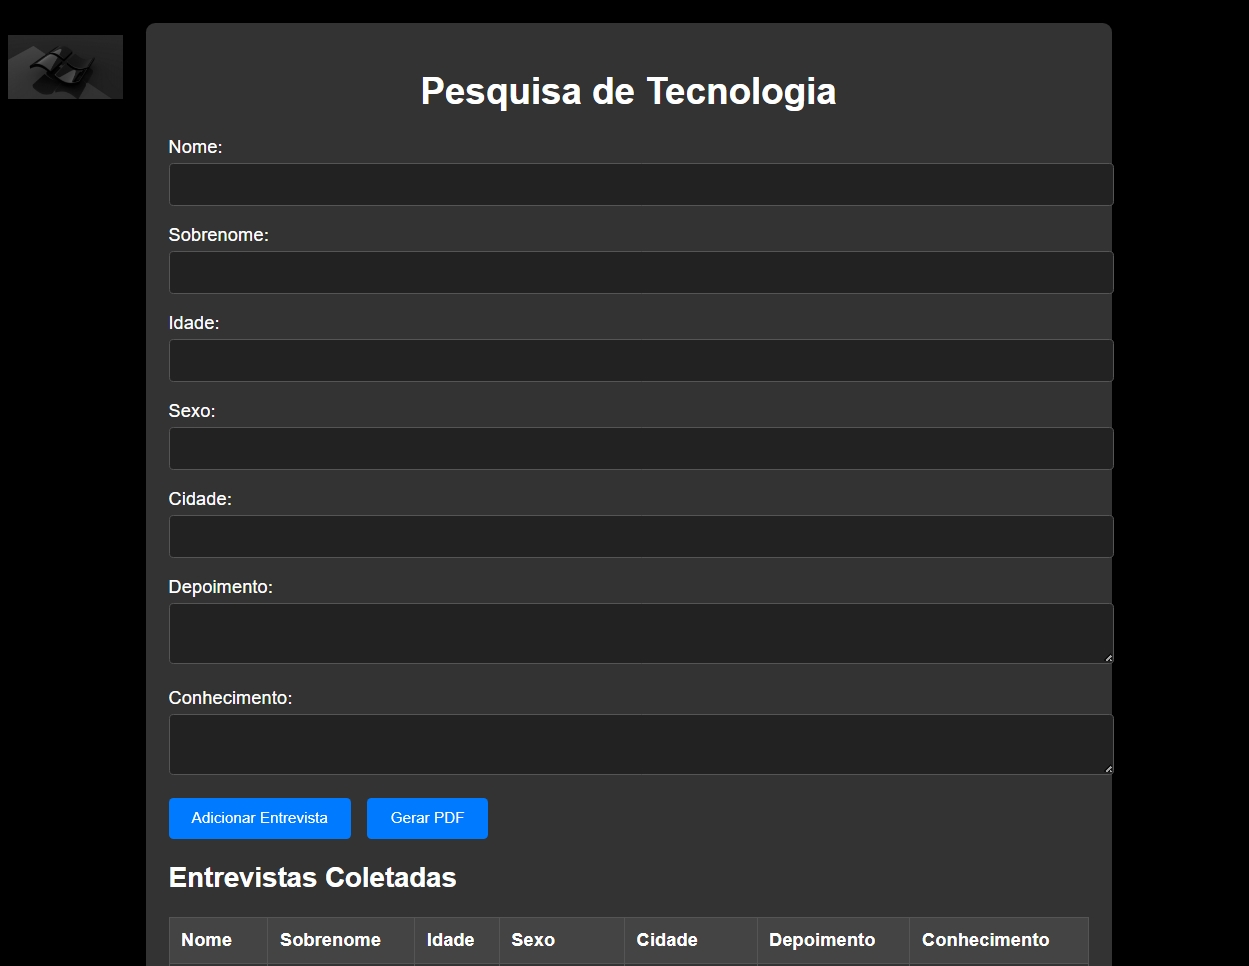 Pesquisa de Tecnologia
Nome:
Sobrenome:
Idade:
Sexo:
Cidade:
Depoimento:
Conhecimento:
Adicionar Entrevista Gerar PDF
Entrevistas Coletadas
Nome Sobrenome Idade Sexo Cidade Depoimento Conhecimento